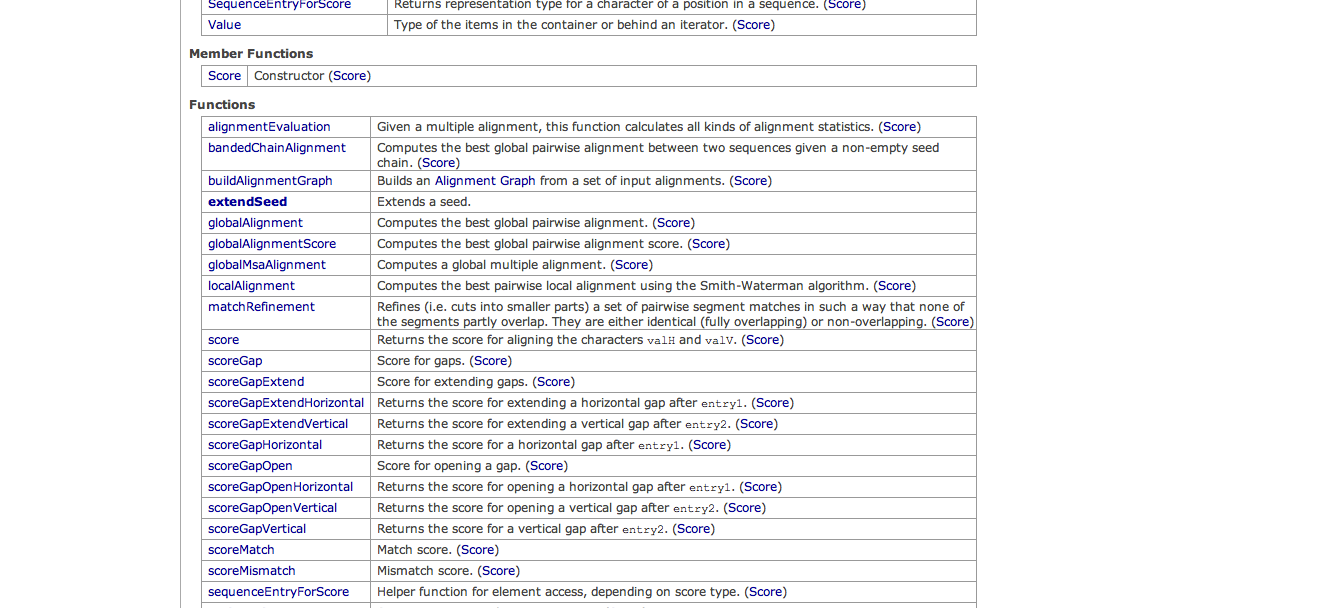 SequenceEntryForScore Returns representation type for a character of a position in a sequence. (Score)
Value Type of the items in the container or behind an iterator. (Score)
Member Functions
Score Constructor (Score)
Functions
alignmentEvaluation Given a multiple alignment, this function calculates all kinds of alignment statistics. (Score)
bandedChainAlignment Computes the best global pairwise alignment between two sequences given a non-empty seed
chain. (Score)
buildAlignmentGraph Builds an Alignment Graph from a set of input alignments. (Score)
extendSeed Extends a seed.
globalAlignment Computes the best global pairwise alignment. (Score)
globalAlignmentScore Computes the best global pairwise alignment score. (Score)
globalMsaAlignment Computes a global multiple alignment. (Score)
localAlignment Computes the best pairwise local alignment using the Smith-Waterman algorithm. (Score)
matchRefinement Refines (i.e. cuts into smaller parts) a set of pairwise segment matches in such a way that none of
the segments partly overlap. They are either identical (fully overlapping) or non-overlapping. (Score)
score Returns the score for aligning the characters valH and valV. (Score)
scoreGap Score for gaps. (Score)
scoreGapExtend Score for extending gaps. (Score)
scoreGapExtendHorizontal Returns the score for extending a horizontal gap after entry1. (Score)
scoreGapExtendVertical Returns the score for extending a vertical gap after entry2. (Score)
scoreGapHorizontal Returns the score for a horizontal gap after entry1. (Score)
scoreGapOpen Score for opening a gap. (Score)
scoreGapOpenHorizontal Returns the score for opening a horizontal gap after entry1. (Score)
scoreGapOpenVertical Returns the score for opening a vertical gap after entry2. (Score)
scoreGapVertical Returns the score for a vertical gap after entry2. (Score)
scoreMatch Match score. (Score)
scoreMismatch Mismatch score. (Score)
sequenceEntryForScore Helper function for element access, depending on score type. (Score)